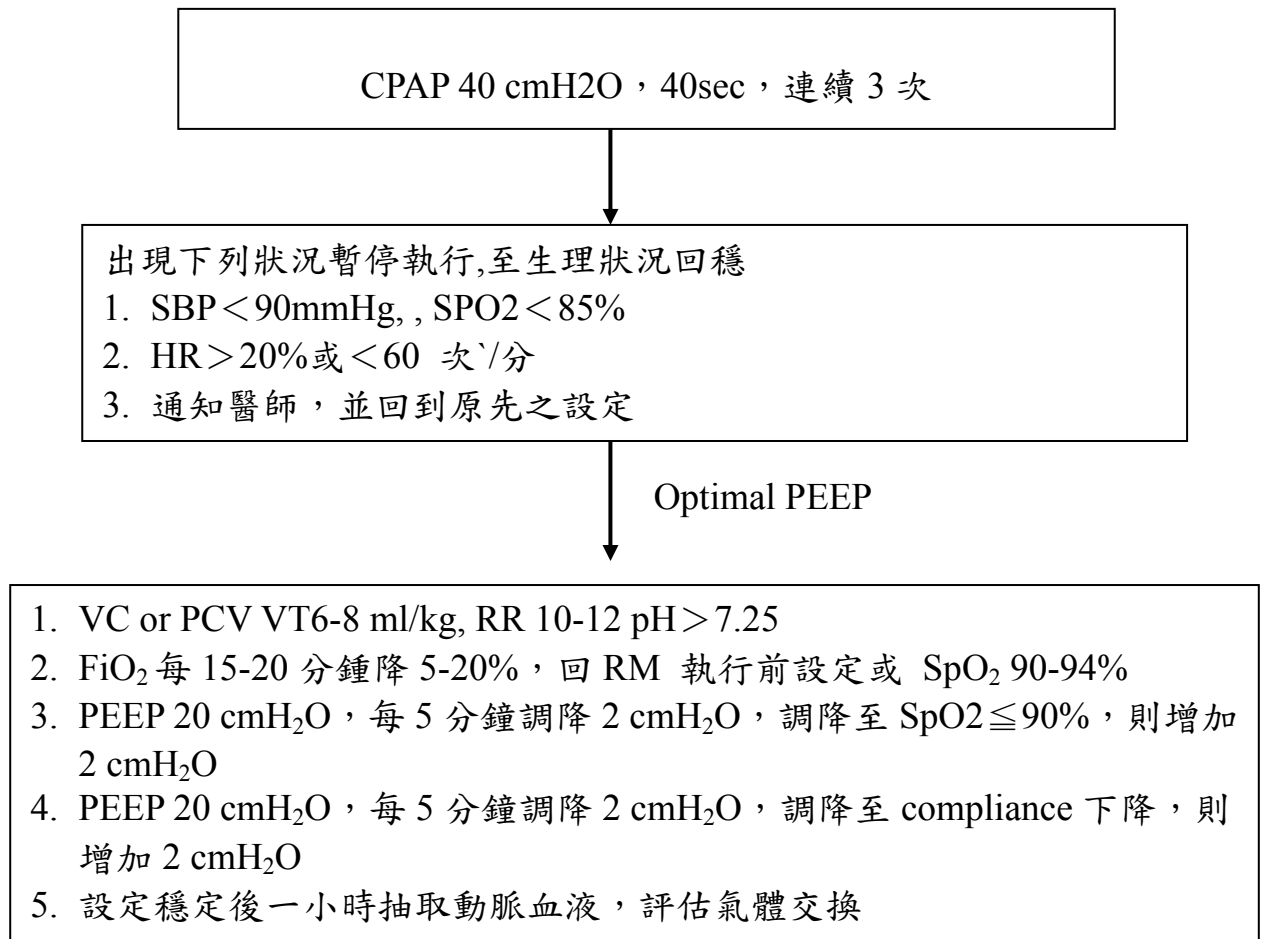 CPAP 40 cmH2O，40sec，連續 3 次
出現下列狀況暫停執行,至生理狀況回穩
1. SBP＜90mmHg, , SPO2＜85%
2. HR＞20%或＜60 次`/分
3. 通知醫師，並回到原先之設定
Optimal PEEP
1. VC or PCV VT6-8 ml/kg, RR 10-12 pH＞7.25
2. FiO₂ 每 15-20 分鍾降 5-20%，回 RM 執行前設定或 SpO₂ 90-94%
3. PEEP 20 cmH₂O，每 5 分鐘調降 2 cmH₂O，調降至 SpO2≦90%，則增加
2 cmH₂O
4. PEEP 20 cmH₂O，每 5 分鐘調降 2 cmH₂O，調降至 compliance 下降，則
增加 2 cmH₂O
5. 設定穩定後一小時抽取動脈血液，評估氣體交換